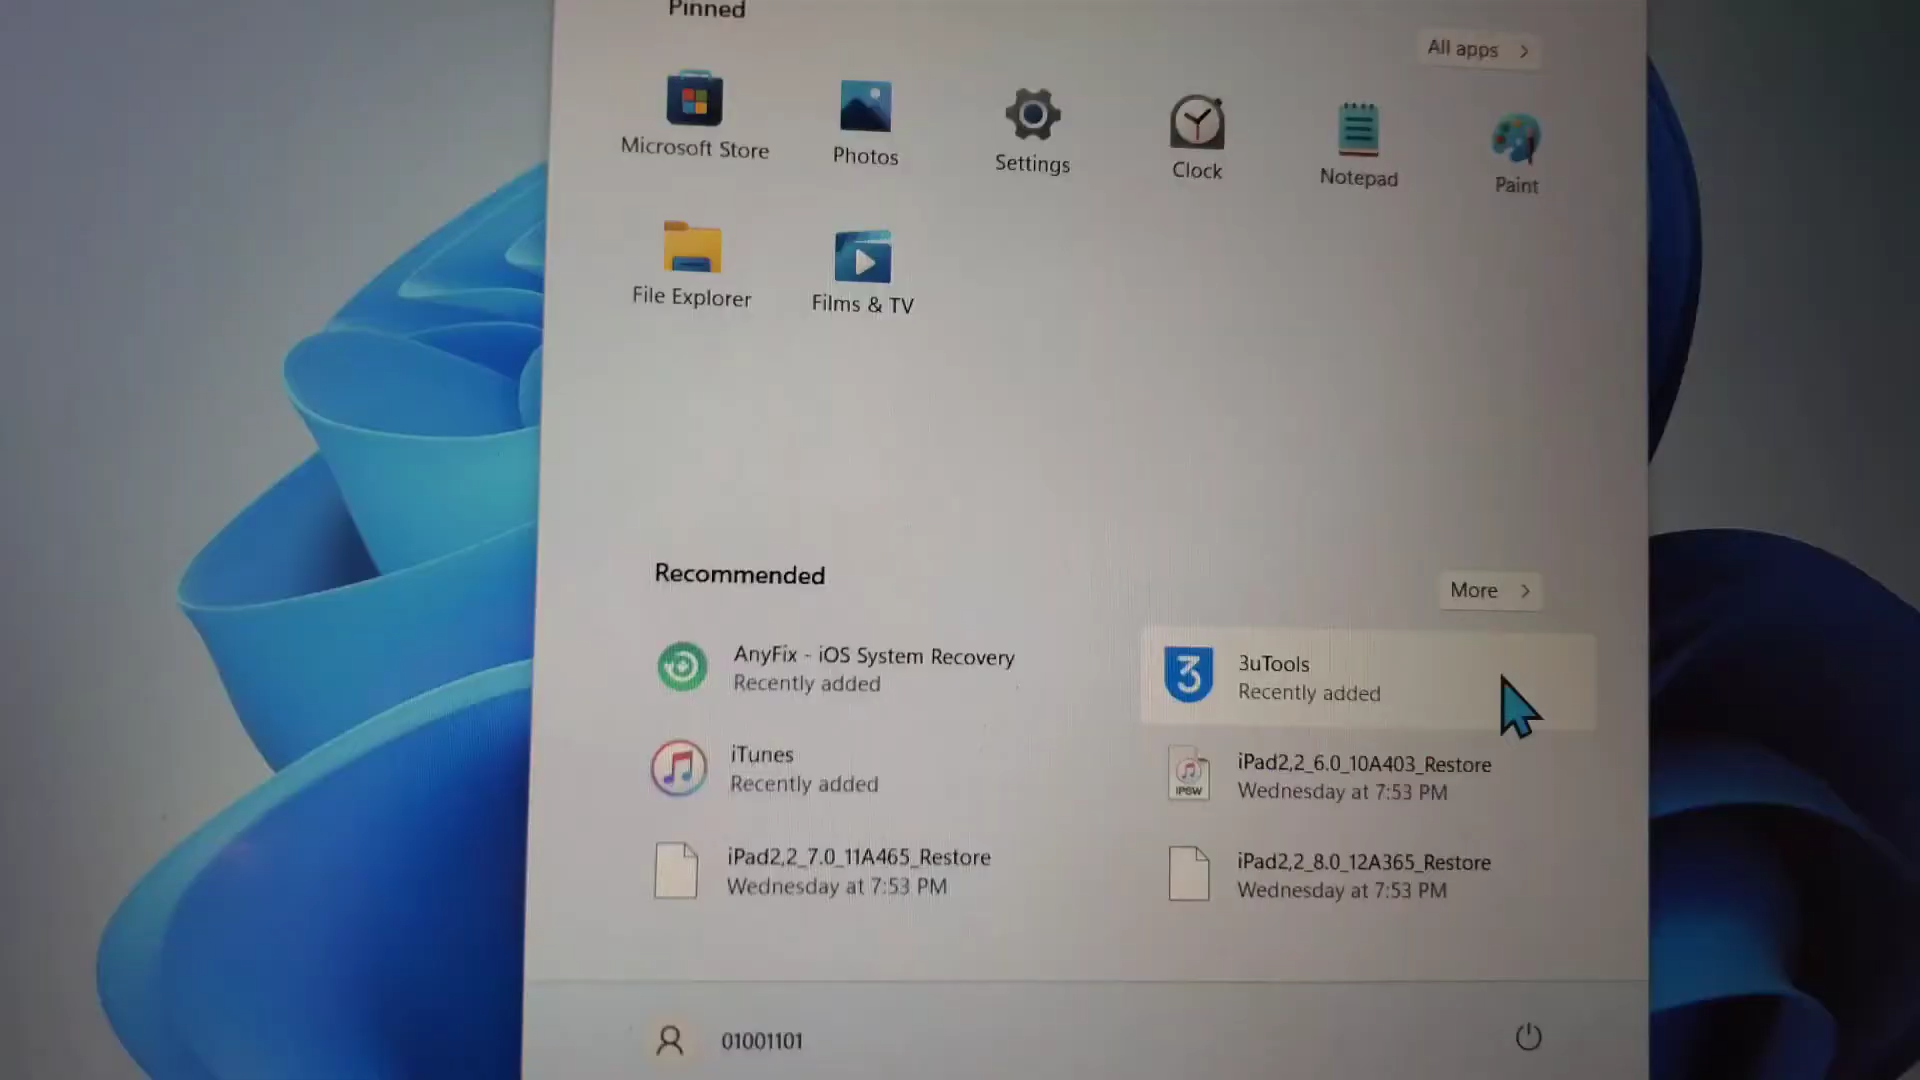 Pinned
All apps
Microsoft Store
Photos
Settings
Clock
Notepad
Paint
File Explorer
Films & TV
Recommended
More
AnyFix - iOS System Recovery
Recently added
3
3uTools
Recently added
iTunes
Recently added
IPSW
iPad2,2_6.0_10A403_Restore
Wednesday at 7:53 PM
iPad2,2_7.0_11A465_Restore
Wednesday at 7:53 PM
iPad2,2_8.0_12A365_Restore
Wednesday at 7:53 PM
01001101